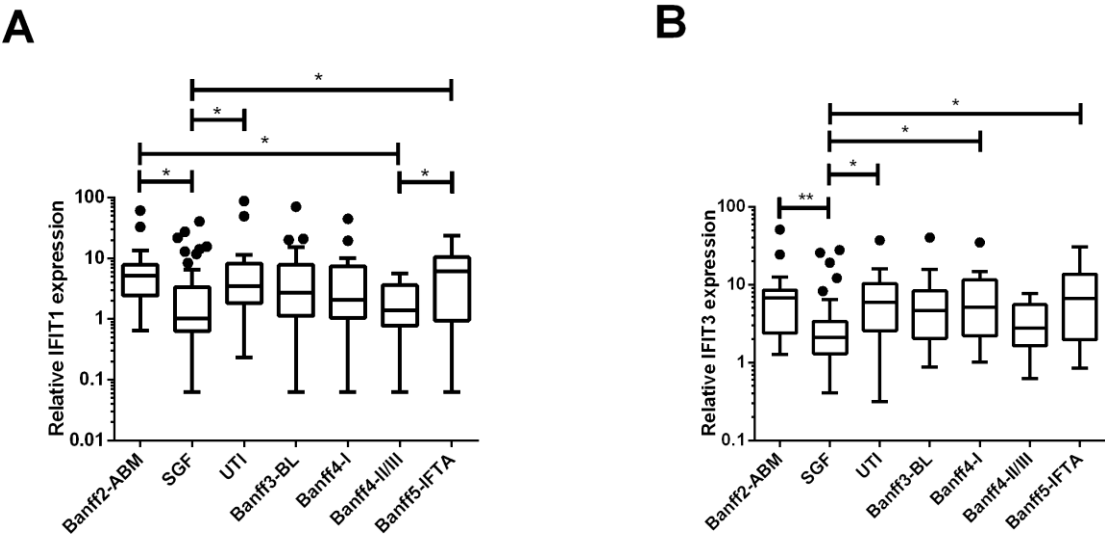 A
B
*
*
*
*
*
Relative IFIT1 expression
100
10
1
0.1
0.01
Banff2-ABM
SGF
UTI
Banff3-BL
Banff4-I
Banff4-II/III
Banff5-IFTA
*
*
*
**
Relative IFIT3 expression
100
10
1
0.1
Banff2-ABM
SGF
UTI
Banff3-BL
Banff4-I
Banff4-II/III
Banff5-IFTA